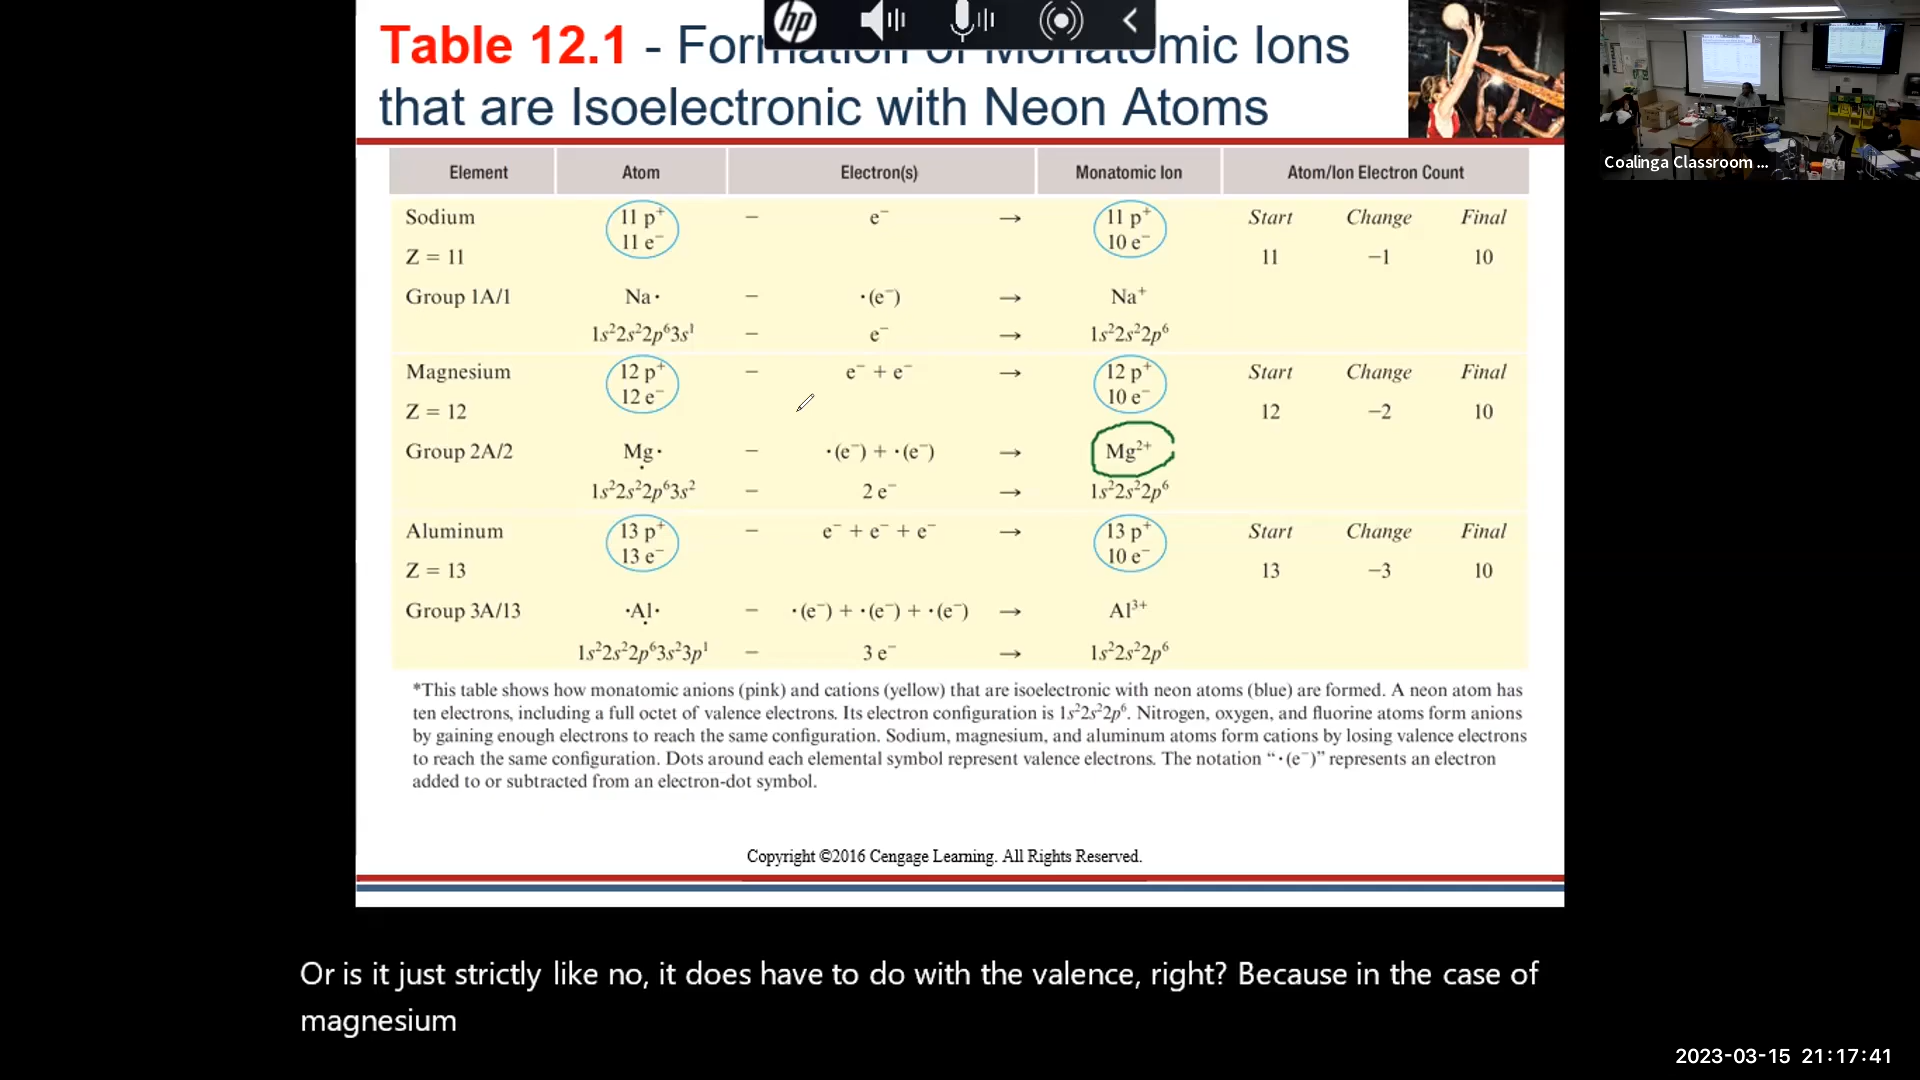 hp
Table 12.1 - Formation of Monatomic Ions
that are Isoelectronic with Neon Atoms
Coalinga Classroom ...
Element Atom Electron(s) Monatomic Ion Atom/Ion Electron Count
Sodium 11 p⁺ − e⁻ → 11 p⁺ Start Change Final
11 e⁻ 10 e⁻
Z = 11 11 −1 10
Group 1A/1 Na· − ·(e⁻) → Na⁺
1s²2s²2p⁶3s¹ − e⁻ → 1s²2s²2p⁶
Magnesium 12 p⁺ − e⁻ + e⁻ → 12 p⁺ Start Change Final
12 e⁻ 10 e⁻
Z = 12 12 −2 10
Group 2A/2 Mg· − ·(e⁻) + ·(e⁻) → Mg²⁺
1s²2s²2p⁶3s² − 2 e⁻ → 1s²2s²2p⁶
Aluminum 13 p⁺ − e⁻ + e⁻ + e⁻ → 13 p⁺ Start Change Final
13 e⁻ 10 e⁻
Z = 13 13 −3 10
Group 3A/13 ·Al· − ·(e⁻) + ·(e⁻) + ·(e⁻) → Al³⁺
1s²2s²2p⁶3s²3p¹ − 3 e⁻ → 1s²2s²2p⁶
*This table shows how monatomic anions (pink) and cations (yellow) that are isoelectronic with neon atoms (blue) are formed. A neon atom has
ten electrons, including a full octet of valence electrons. Its electron configuration is 1s²2s²2p⁶. Nitrogen, oxygen, and fluorine atoms form anions
by gaining enough electrons to reach the same configuration. Sodium, magnesium, and aluminum atoms form cations by losing valence electrons
to reach the same configuration. Dots around each elemental symbol represent valence electrons. The notation “·(e⁻)” represents an electron
added to or subtracted from an electron-dot symbol.
Copyright ©2016 Cengage Learning. All Rights Reserved.
Or is it just strictly like no, it does have to do with the valence, right? Because in the case of
magnesium
2023-03-15 21:17:41